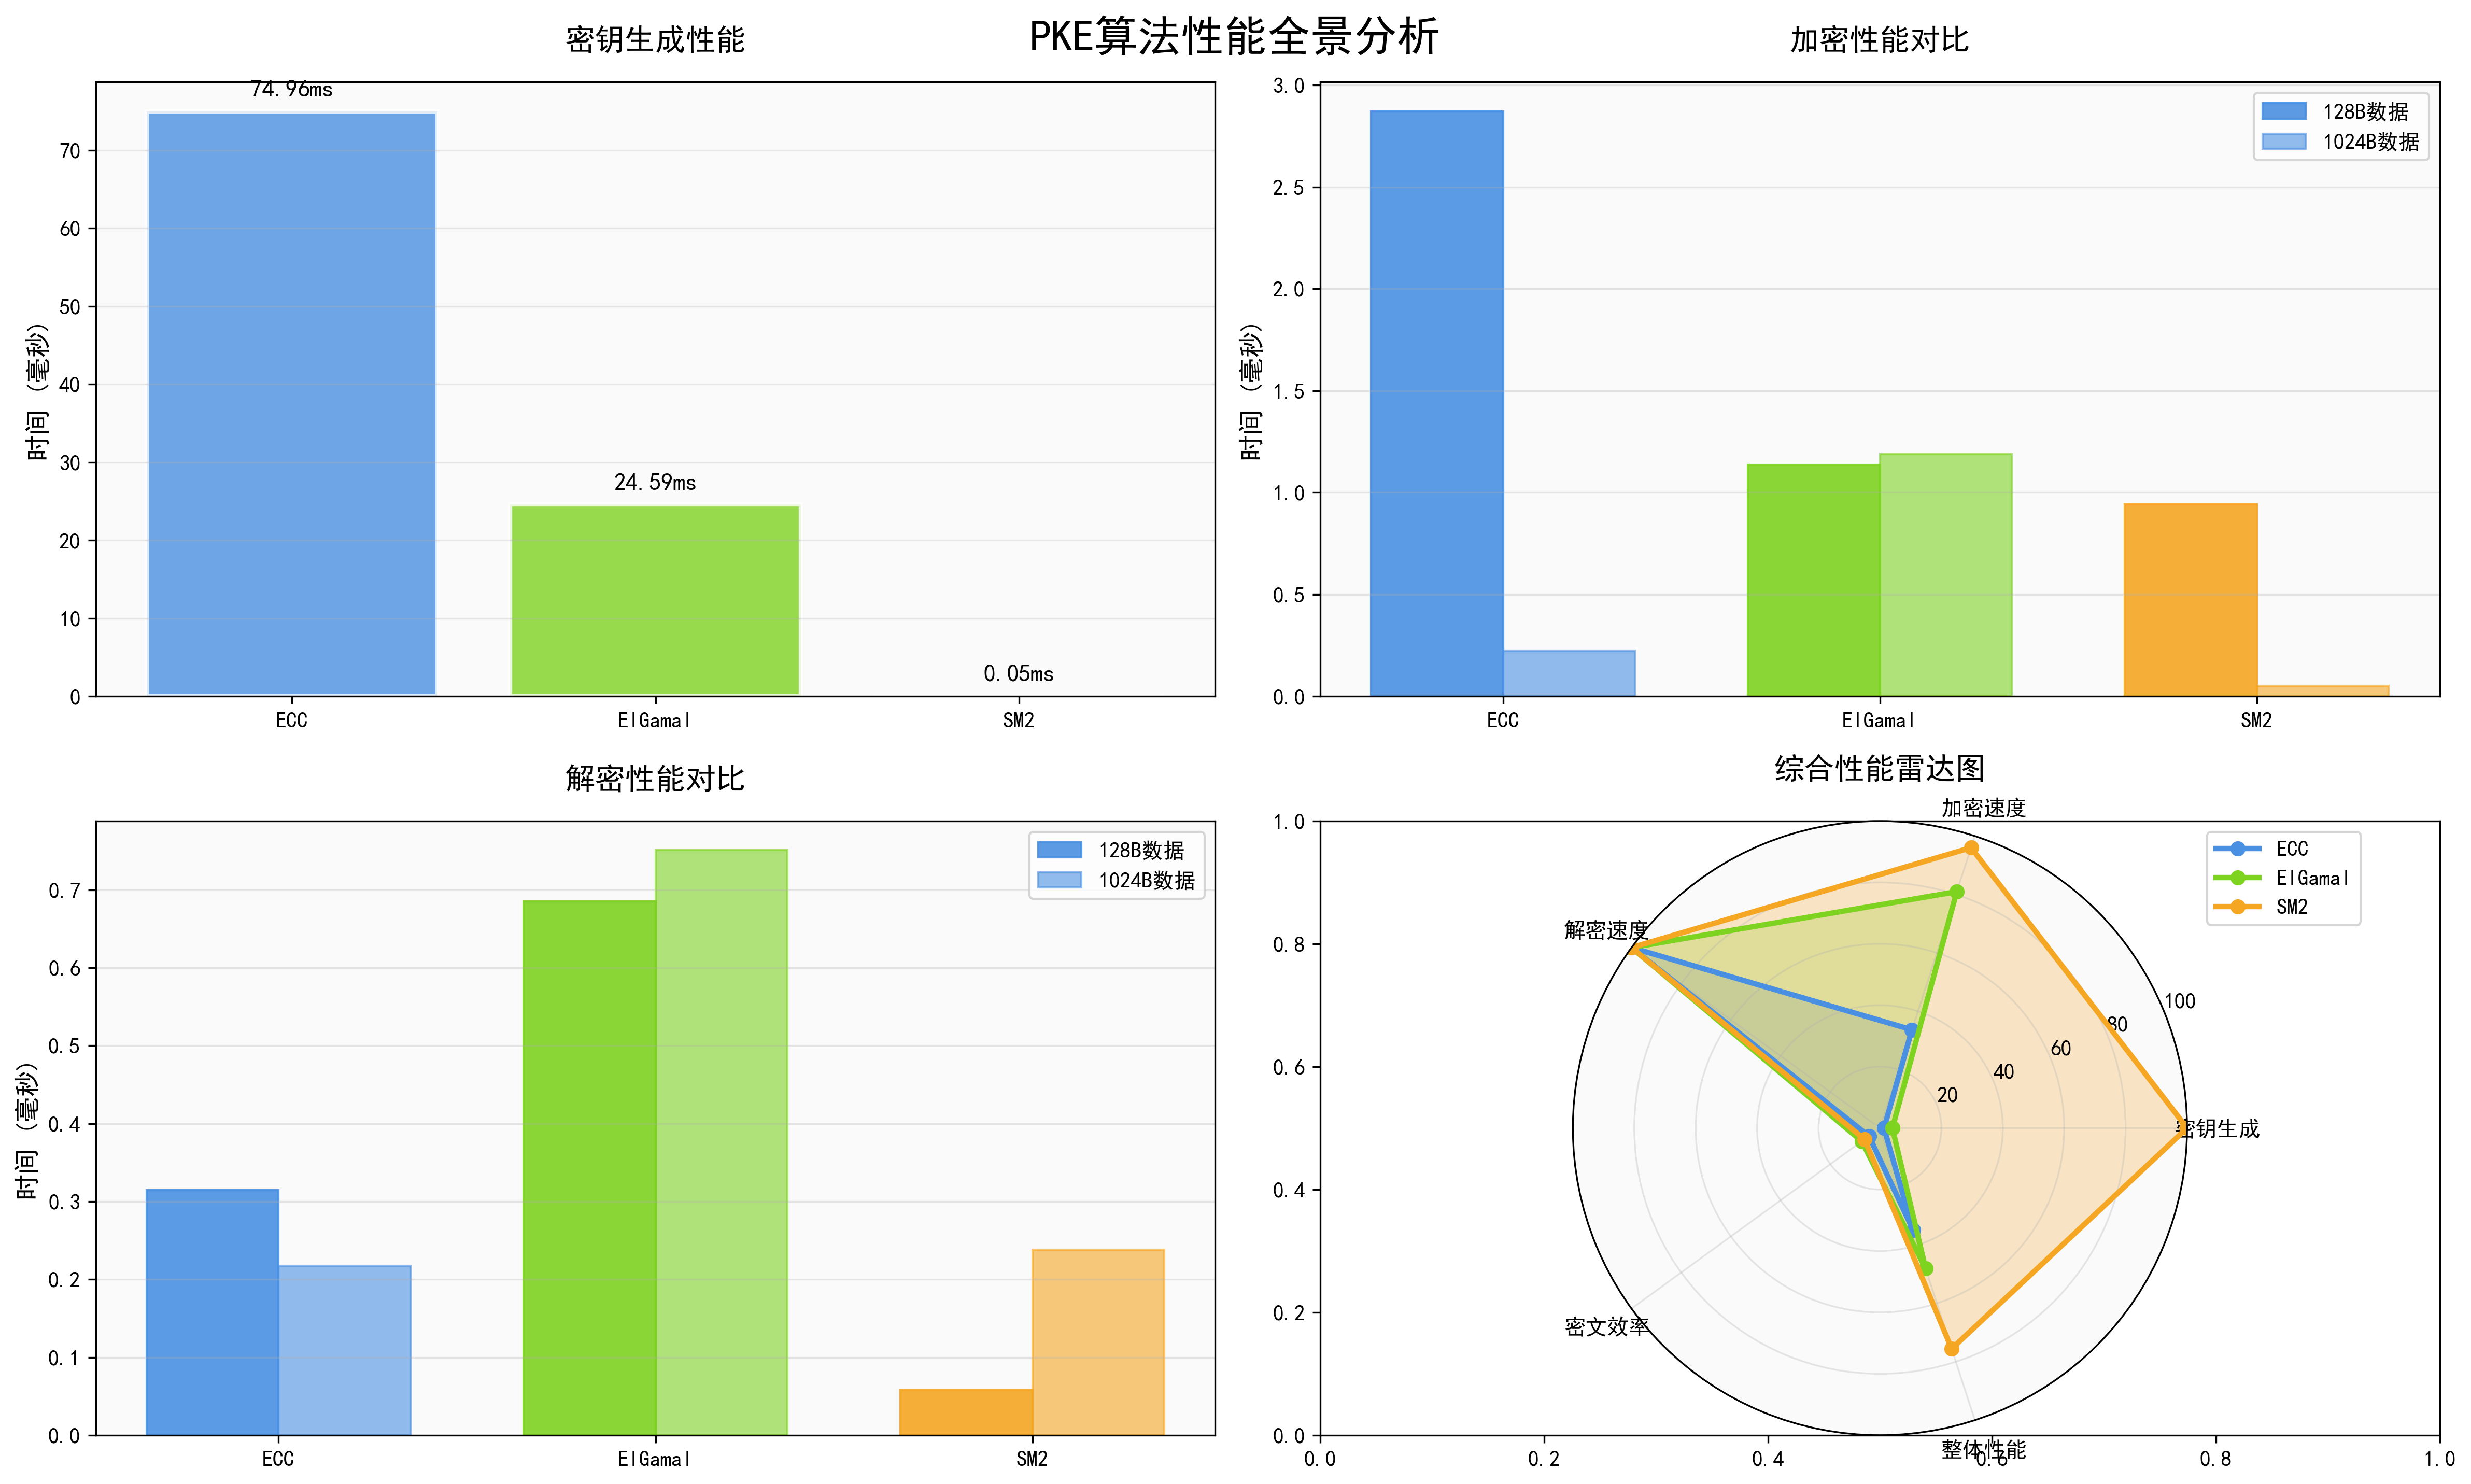 PKE算法性能全景分析
密钥生成性能
时间 (毫秒)
70
60
50
40
30
20
10
0
74.96ms
24.59ms
0.05ms
ECC
ElGamal
SM2
加密性能对比
时间 (毫秒)
3.0
2.5
2.0
1.5
1.0
0.5
0.0
128B数据
1024B数据
ECC
ElGamal
SM2
解密性能对比
时间 (毫秒)
0.7
0.6
0.5
0.4
0.3
0.2
0.1
0.0
128B数据
1024B数据
ECC
ElGamal
SM2
综合性能雷达图
1.0
0.8
0.6
0.4
0.2
0.0
加密速度
解密速度
密钥生成
密文效率
整体性能
100
80
60
40
20
ECC
ElGamal
SM2
0.0
0.2
0.4
0.6
0.8
1.0